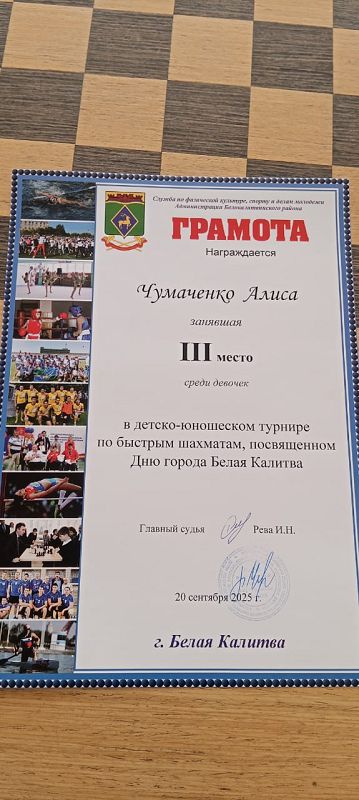 Служба по физической культуре, спорту и делам молодежи
Администрации Белокалитвинского района
ГРАМОТА
Награждается
Чумаченко Алиса
занявшая
III место
среди девочек
в детско-юношеском турнире
по быстрым шахматам, посвященном
Дню города Белая Калитва
Главный судья Рева И.Н.
20 сентября 2025 г.
г. Белая Калитва